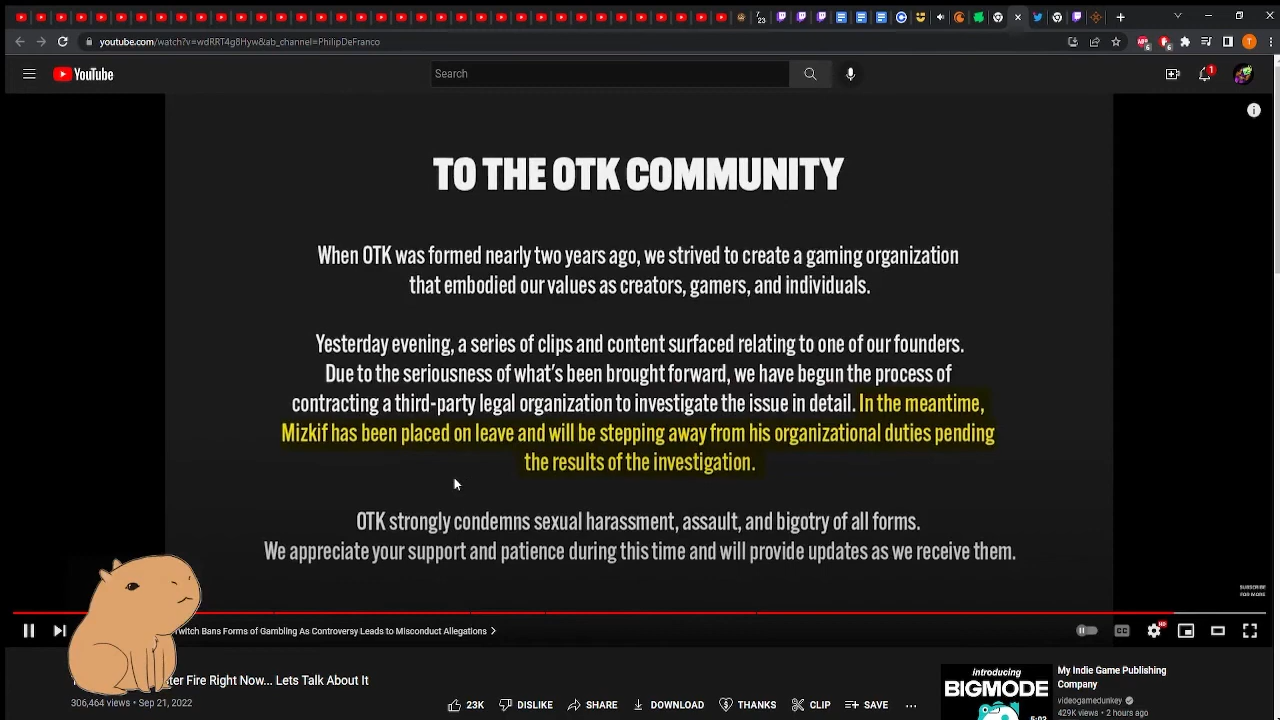 23
youtube.com/watch?v=wdRRT4g8Hyw&ab_channel=PhilipDeFranco
6
6
T
YouTube
Search
1
TO THE OTK COMMUNITY
When OTK was formed nearly two years ago, we strived to create a gaming organization
that embodied our values as creators, gamers, and individuals.
Yesterday evening, a series of clips and content surfaced relating to one of our founders.
Due to the seriousness of what's been brought forward, we have begun the process of
contracting a third-party legal organization to investigate the issue in detail. In the meantime,
Mizkif has been placed on leave and will be stepping away from his organizational duties pending
the results of the investigation.
OTK strongly condemns sexual harassment, assault, and bigotry of all forms.
We appreciate your support and patience during this time and will provide updates as we receive them.
SUBSCRIBE
FOR MORE
Twitch Bans Forms of Gambling As Controversy Leads to Misconduct Allegations
CC
HD
Fire Right Now... Lets Talk About It
306,464 views • Sep 21, 2022
23K
DISLIKE
SHARE
DOWNLOAD
THANKS
CLIP
SAVE
introducing
BIGMODE
My Indie Game Publishing
Company
videogamedunkey
429K views • 2 hours ago